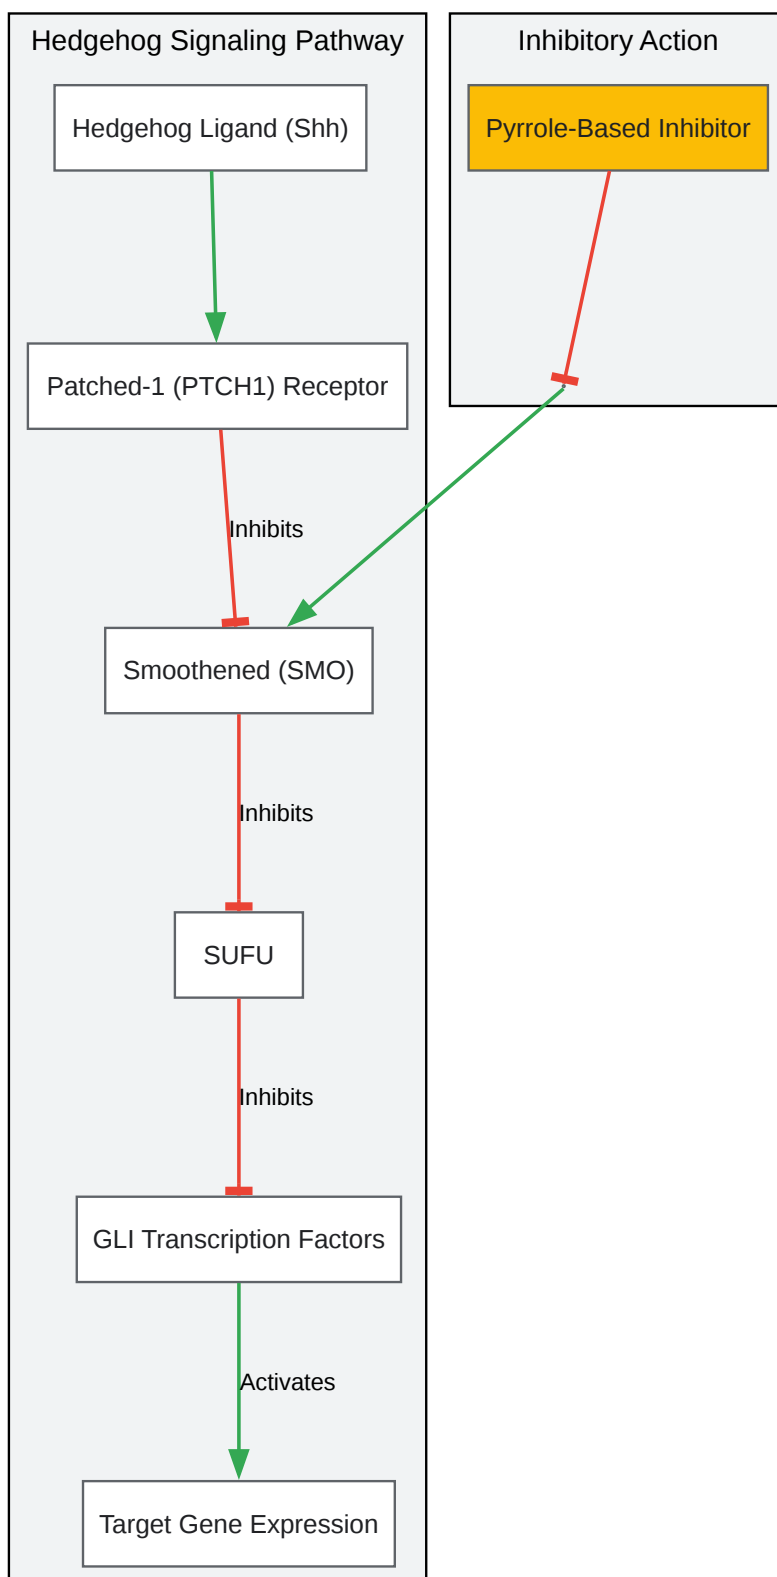 Hedgehog Signaling Pathway
Hedgehog Ligand (Shh)
Patched-1 (PTCH1) Receptor
Inhibits
Smoothened (SMO)
Inhibits
SUFU
Inhibits
GLI Transcription Factors
Activates
Target Gene Expression
Inhibitory Action
Pyrrole-Based Inhibitor